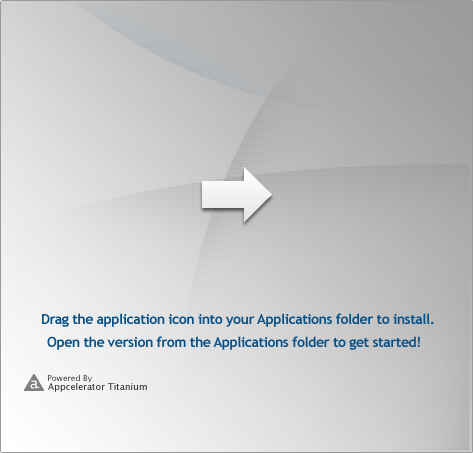 Drag the application icon into your Applications folder to install.
Open the version from the Applications folder to get started!
a
Powered By
Appcelerator Titanium